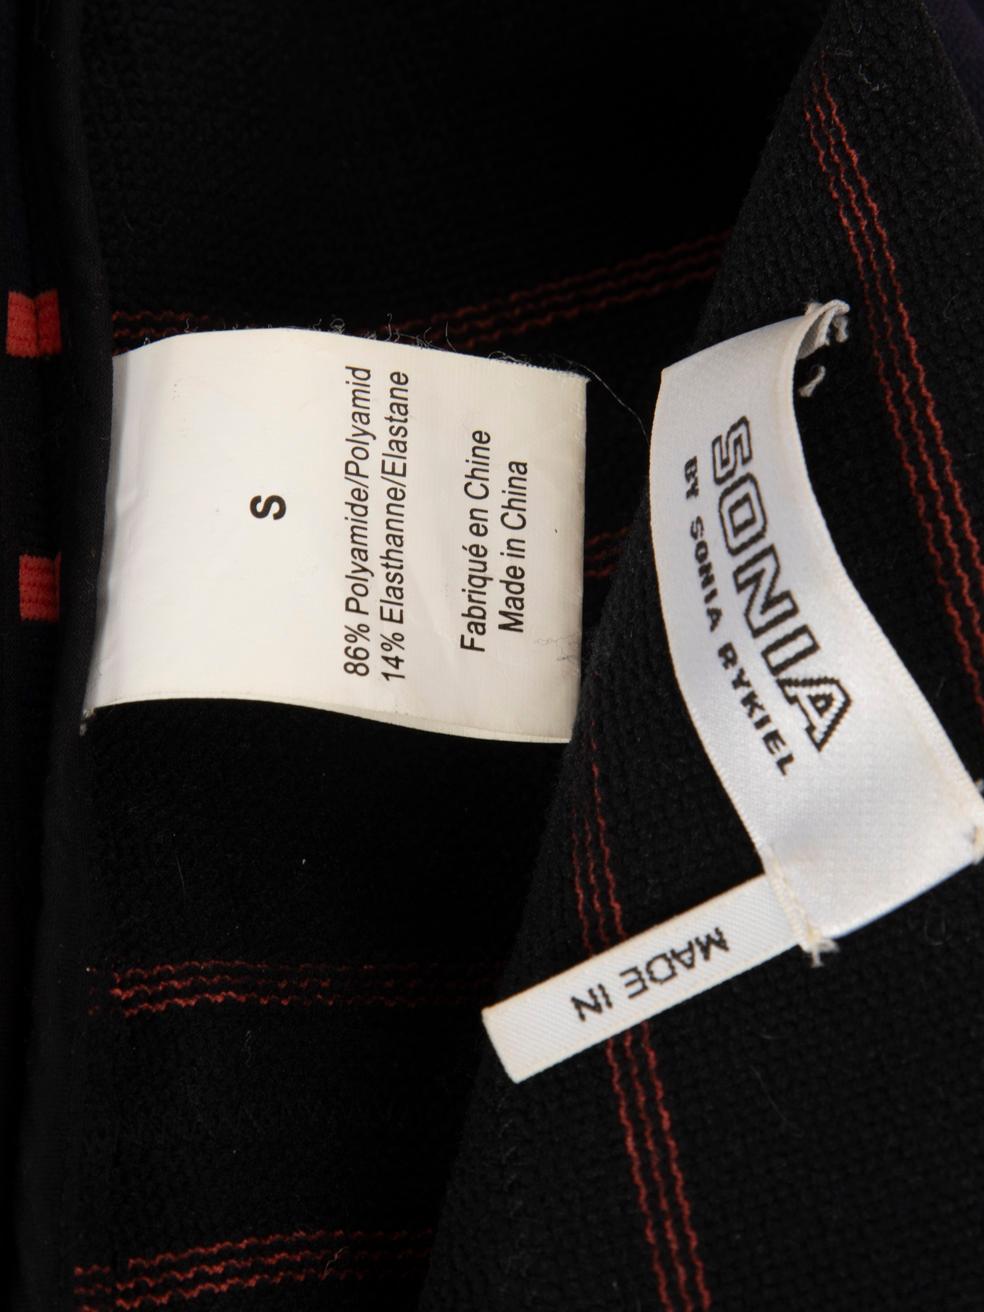 S
86% Polyamide/Polyamid
14% Elasthanne/Elastane
Fabriqué en Chine
Made in China
SONIA
BY SONIA RYKIEL
MADE IN